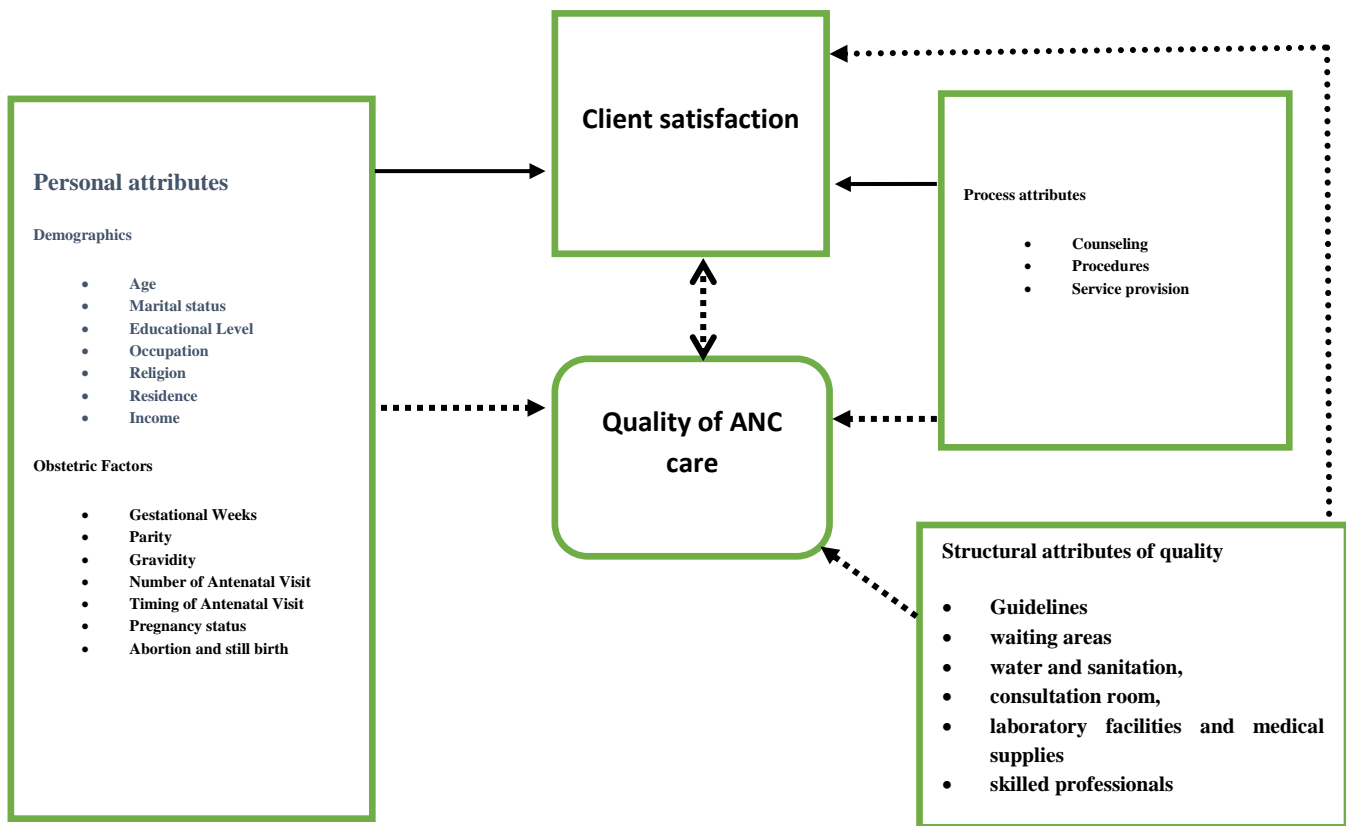 Client satisfaction
Personal attributes
Demographics
• Age
• Marital status
• Educational Level
• Occupation
• Religion
• Residence
• Income
Obstetric Factors
• Gestational Weeks
• Parity
• Gravidity
• Number of Antenatal Visit
• Timing of Antenatal Visit
• Pregnancy status
• Abortion and still birth
Quality of ANC
care
Process attributes
• Counseling
• Procedures
• Service provision
Structural attributes of quality
• Guidelines
• waiting areas
• water and sanitation,
• consultation room,
• laboratory facilities and medical
supplies
• skilled professionals